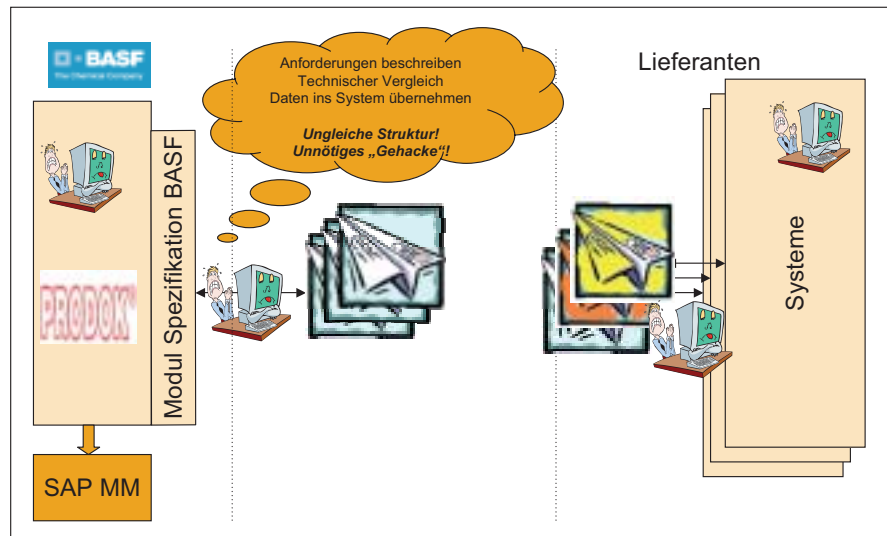 BASF
The Chemical Company
Anforderungen beschreiben
Technischer Vergleich
Daten ins System übernehmen
Ungleiche Struktur!
Unnötiges „Gehacke“!
Lieferanten
Modul Spezifikation BASF
PRODOK
Systeme
SAP MM